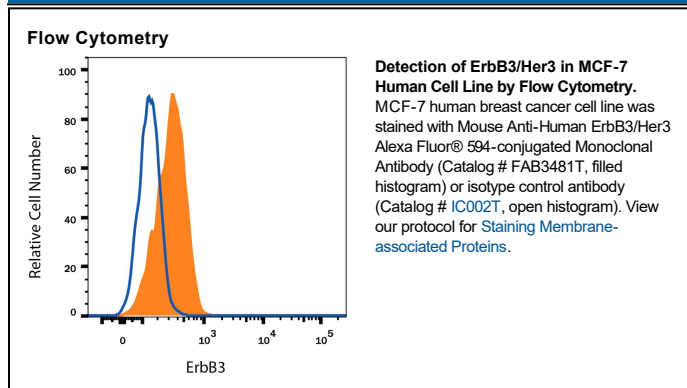 Flow Cytometry
Relative Cell Number
100
80
60
40
20
0
0
10³
10⁴
10⁵
ErbB3
Detection of ErbB3/Her3 in MCF-7
Human Cell Line by Flow Cytometry.
MCF-7 human breast cancer cell line was
stained with Mouse Anti-Human ErbB3/Her3
Alexa Fluor® 594-conjugated Monoclonal
Antibody (Catalog # FAB3481T, filled
histogram) or isotype control antibody
(Catalog # IC002T, open histogram). View
our protocol for Staining Membrane-
associated Proteins.